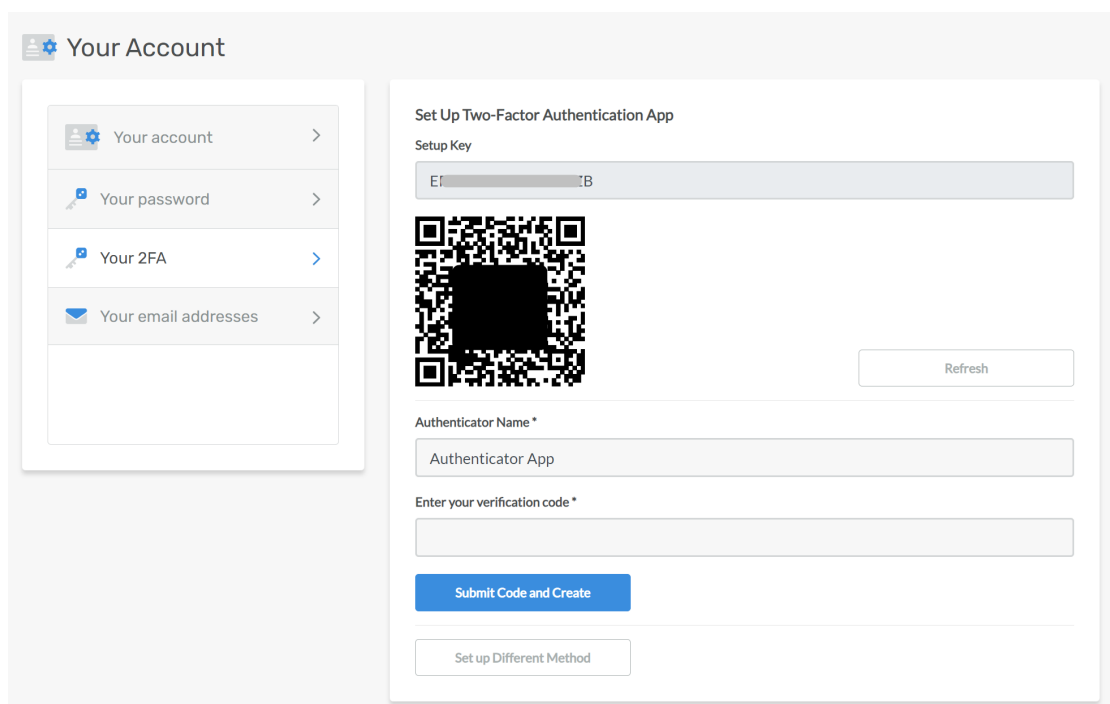 Your Account
Your account
Your password
Your 2FA
Your email addresses
Set Up Two-Factor Authentication App
Setup Key
Refresh
Authenticator Name *
Authenticator App
Enter your verification code *
Submit Code and Create
Set up Different Method